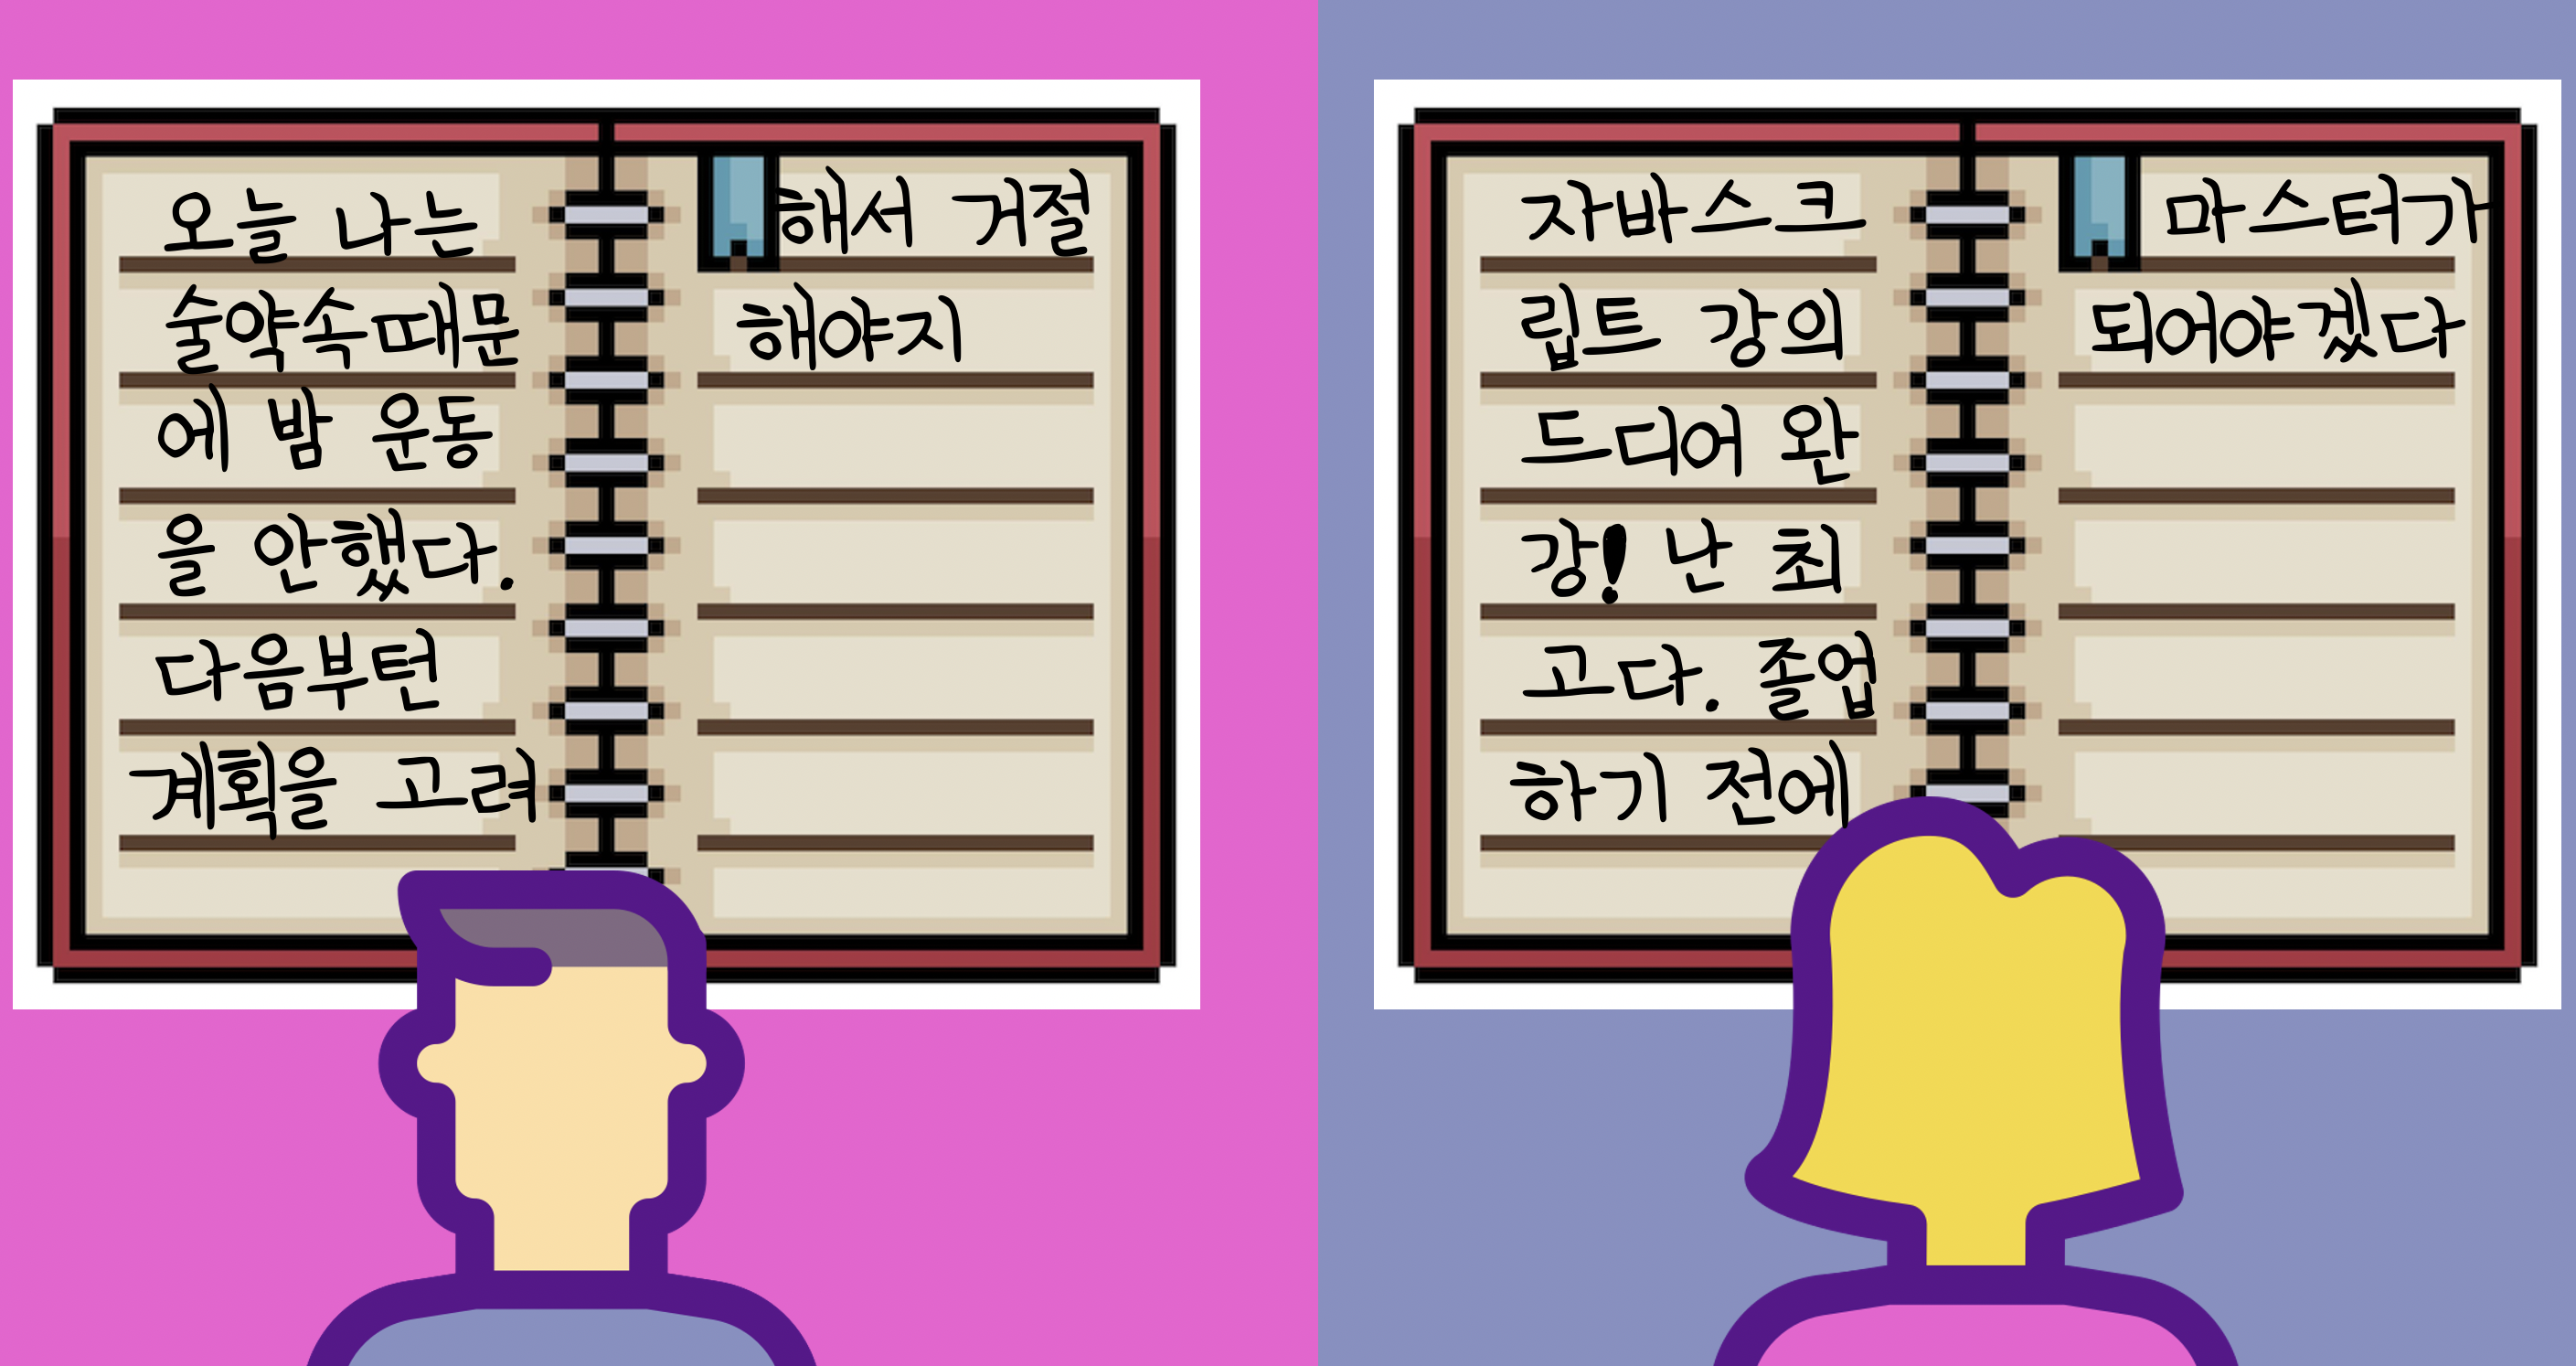 오늘 나는
술약속때문
에 밤 운동
을 안했다.
다음부턴
계획을 고려
해서 거절
해야지
자바스크
립트 강의
드디어 완
강! 난 최
고다. 졸업
하기 전에
마스터가
되어야겠다